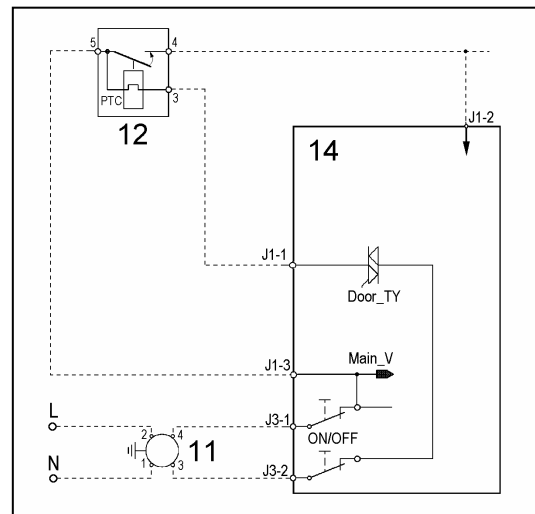 5
4
PTC
3
12
J1-2
14
J1-1
Door_TY
J1-3
Main_V
L
2
4
J3-1
ON/OFF
11
N
1
3
J3-2